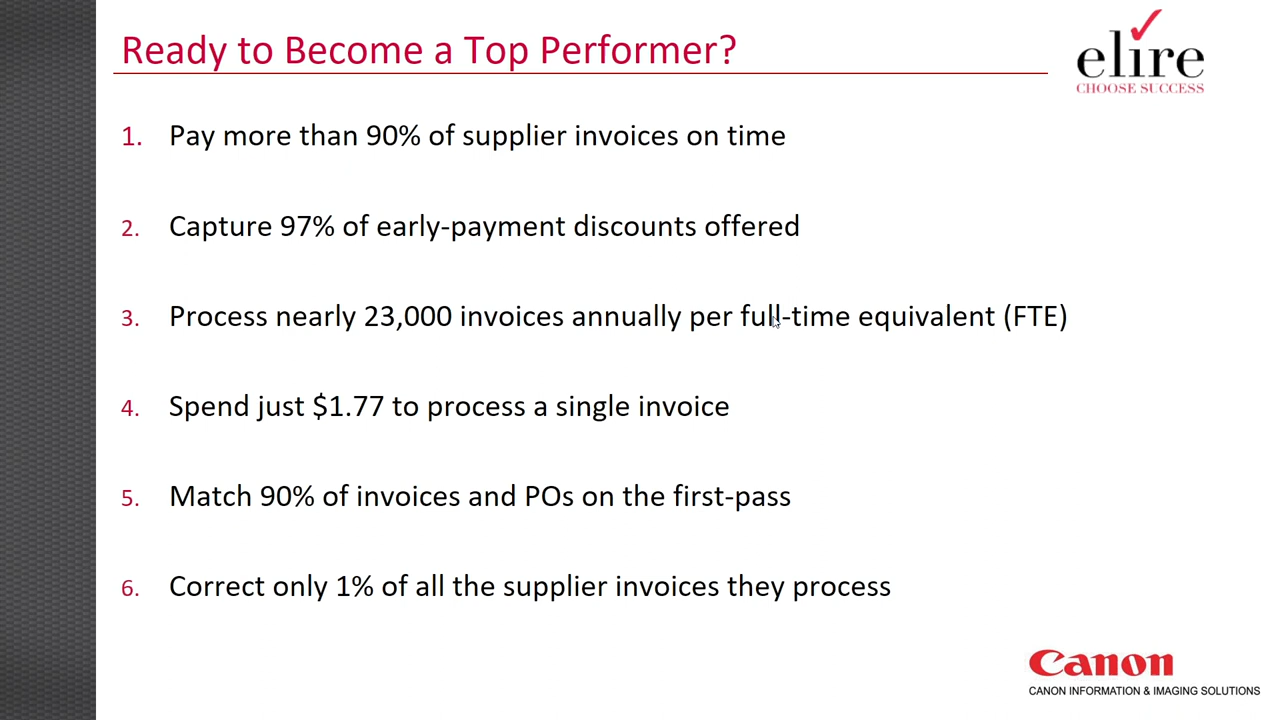 Ready to Become a Top Performer?
elire
CHOOSE SUCCESS
1. Pay more than 90% of supplier invoices on time
2. Capture 97% of early-payment discounts offered
3. Process nearly 23,000 invoices annually per full-time equivalent (FTE)
4. Spend just $1.77 to process a single invoice
5. Match 90% of invoices and POs on the first-pass
6. Correct only 1% of all the supplier invoices they process
Canon
CANON INFORMATION & IMAGING SOLUTIONS